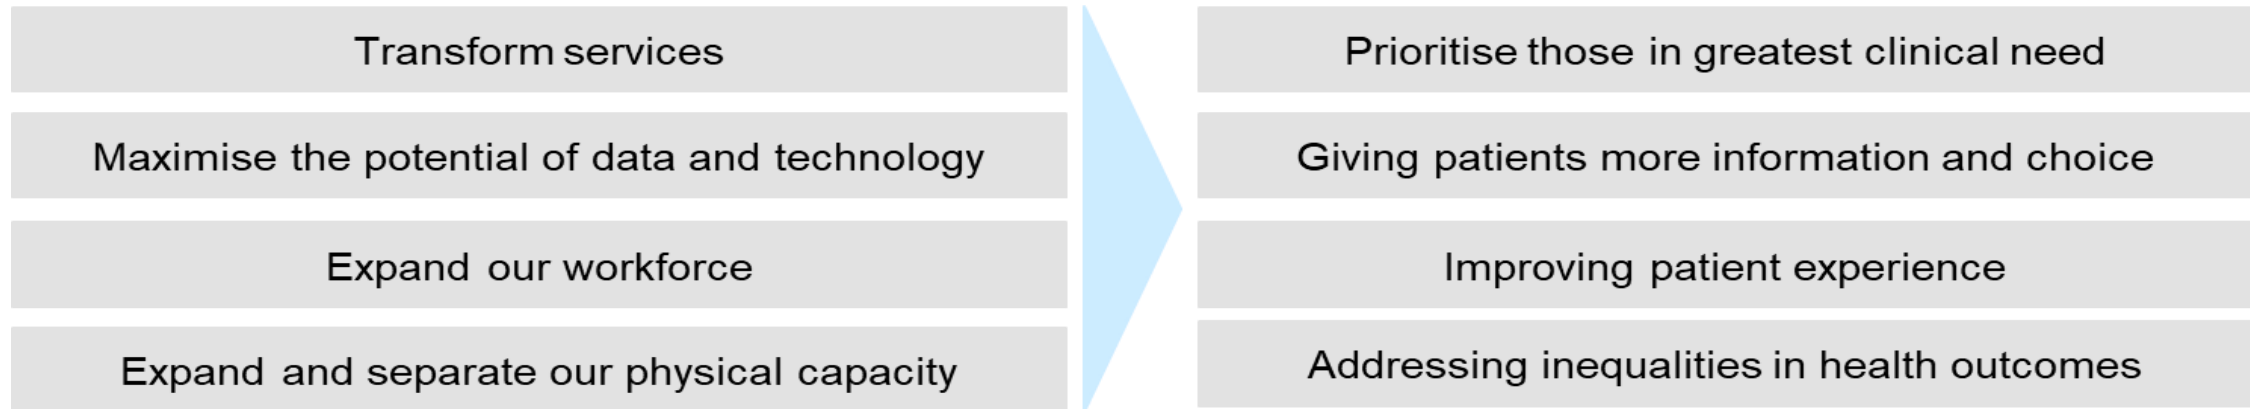 Transform services
Maximise the potential of data and technology
Expand our workforce
Expand and separate our physical capacity
Prioritise those in greatest clinical need
Giving patients more information and choice
Improving patient experience
Addressing inequalities in health outcomes